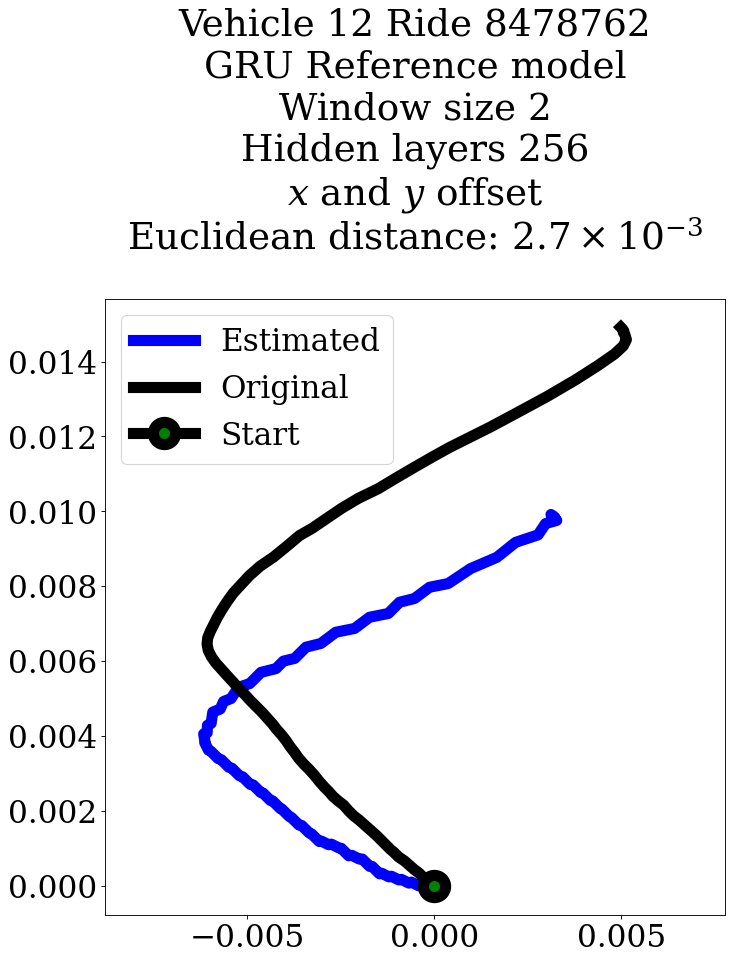 Vehicle 12 Ride 8478762
GRU Reference model
Window size 2
Hidden layers 256
x and y offset
Euclidean distance: 2.7 × 10⁻³
Estimated
Original
Start
0.014
0.012
0.010
0.008
0.006
0.004
0.002
0.000
−0.005 0.000 0.005